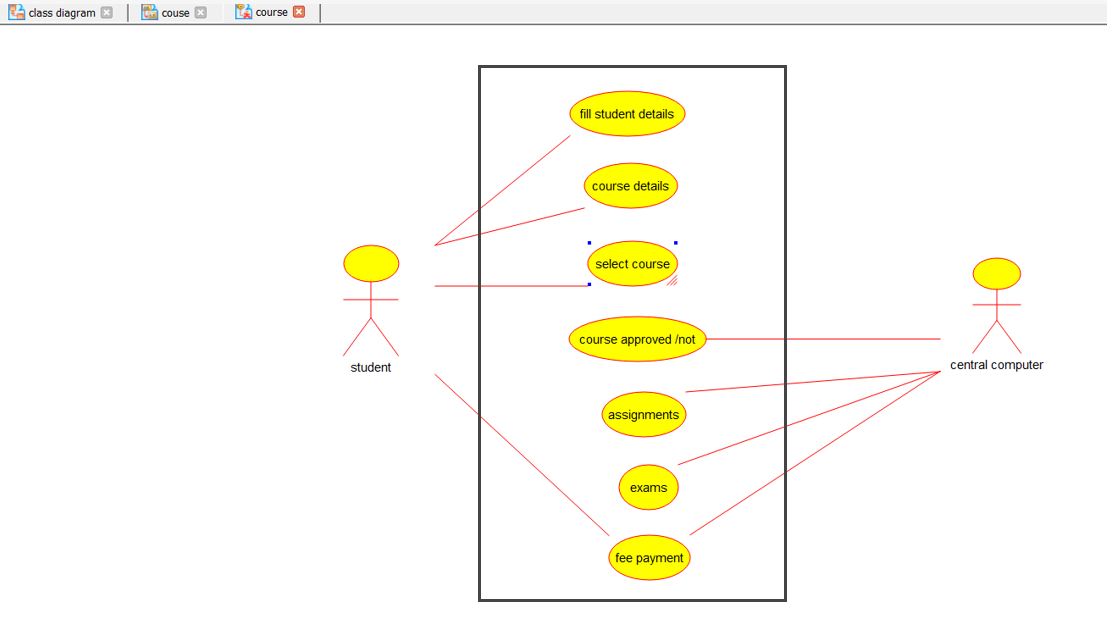 class diagram
couse
course
fill student details
course details
select course
course approved /not
student
central computer
assignments
exams
fee payment